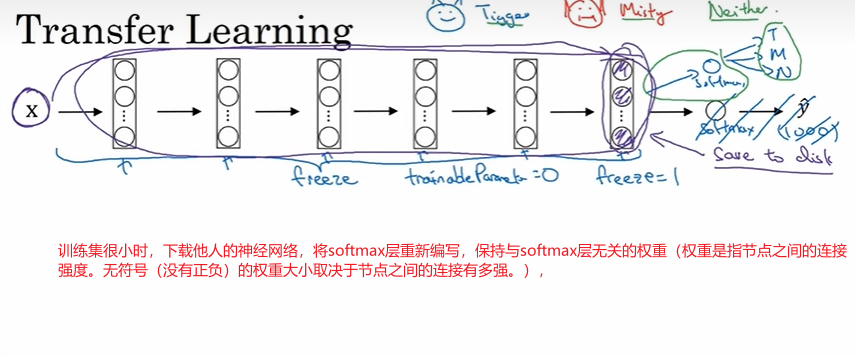 Tigger Misty Neither.
Transfer Learning
T
M
N
x
softmax
softmax ŷ
(1000)
freeze trainableParameter=0 freeze=1
Save to disk
训练集很小时，下载他人的神经网络，将softmax层重新编写，保持与softmax层无关的权重（权重是指节点之间的连接
强度。无符号（没有正负）的权重大小取决于节点之间的连接有多强。），